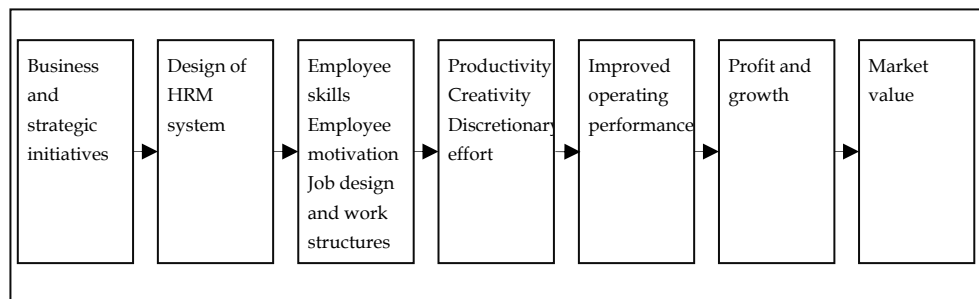 Business
and
strategic
initiatives
Design of
HRM
system
Employee
skills
Employee
motivation
Job design
and work
structures
Productivity
Creativity
Discretionary
effort
Improved
operating
performance
Profit and
growth
Market
value